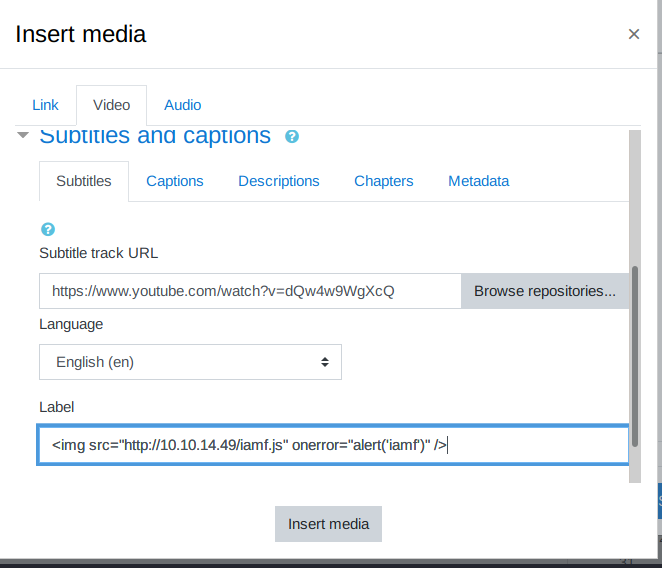 Insert media ×
Link Video Audio
Subtitles and captions ?
Subtitles Captions Descriptions Chapters Metadata
?
Subtitle track URL
https://www.youtube.com/watch?v=dQw4w9WgXcQ Browse repositories...
Language
English (en)
Label
<img src="http://10.10.14.49/iamf.js" onerror="alert('iamf')" />
Insert media